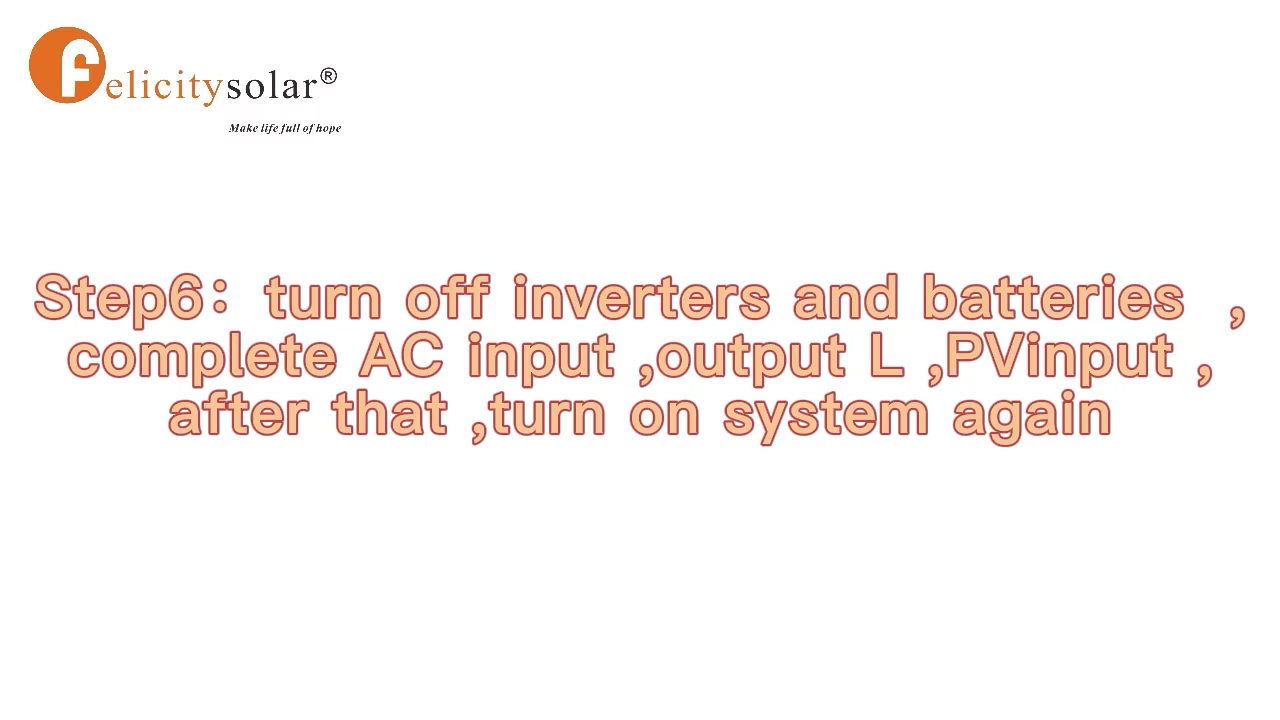 felicitysolar®
Make life full of hope
Step6： turn off inverters and batteries ,
complete AC input ,output L ,PVinput ,
after that ,turn on system again